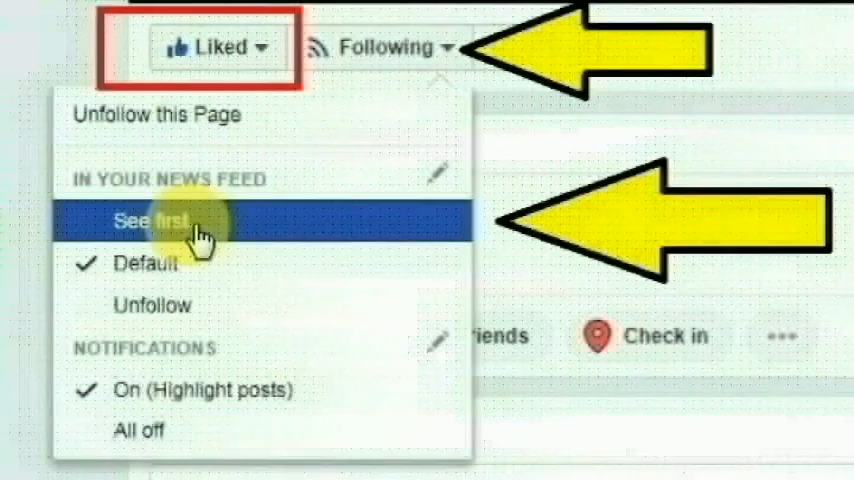 Liked Following
Unfollow this Page
IN YOUR NEWS FEED
See first
Default
Unfollow
riends Check in
NOTIFICATIONS
On (Highlight posts)
All off